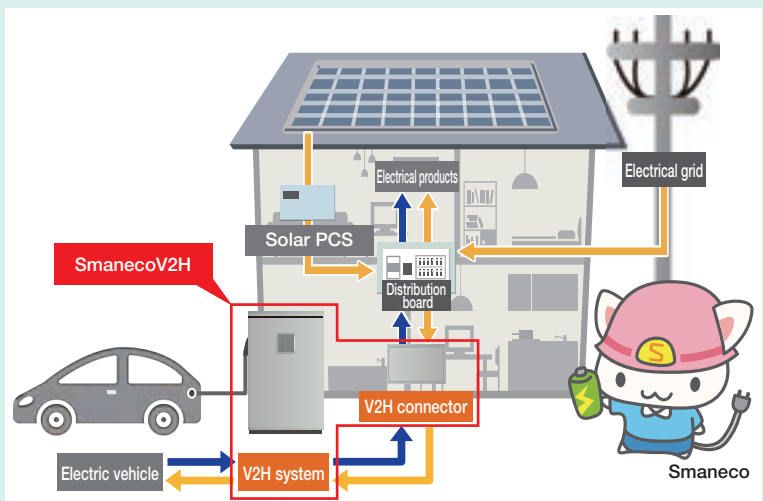 Electrical products
Electrical grid
Solar PCS
SmanecoV2H
Distribution
board
S
V2H connector
Electric vehicle
V2H system
Smaneco